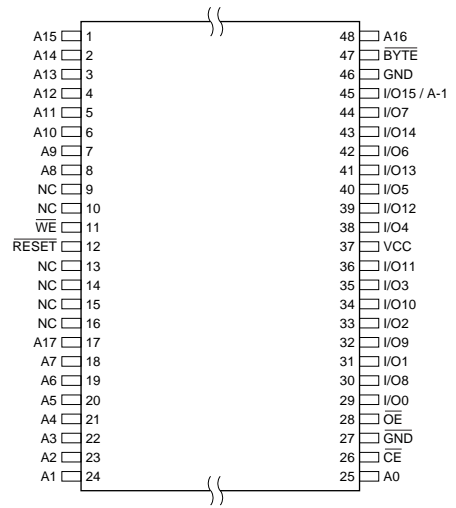 A15 1 48 A16
A14 2 47 BYTE
A13 3 46 GND
A12 4 45 I/O15 / A-1
A11 5 44 I/O7
A10 6 43 I/O14
A9 7 42 I/O6
A8 8 41 I/O13
NC 9 40 I/O5
NC 10 39 I/O12
WE 11 38 I/O4
RESET 12 37 VCC
NC 13 36 I/O11
NC 14 35 I/O3
NC 15 34 I/O10
NC 16 33 I/O2
A17 17 32 I/O9
A7 18 31 I/O1
A6 19 30 I/O8
A5 20 29 I/O0
A4 21 28 OE
A3 22 27 GND
A2 23 26 CE
A1 24 25 A0